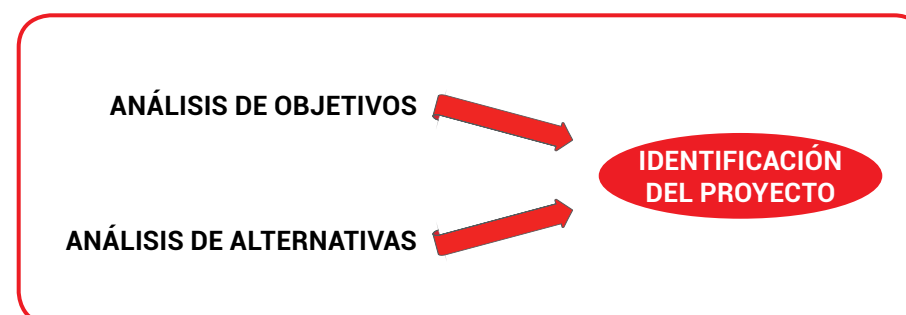 ANÁLISIS DE OBJETIVOS
IDENTIFICACIÓN
DEL PROYECTO
ANÁLISIS DE ALTERNATIVAS